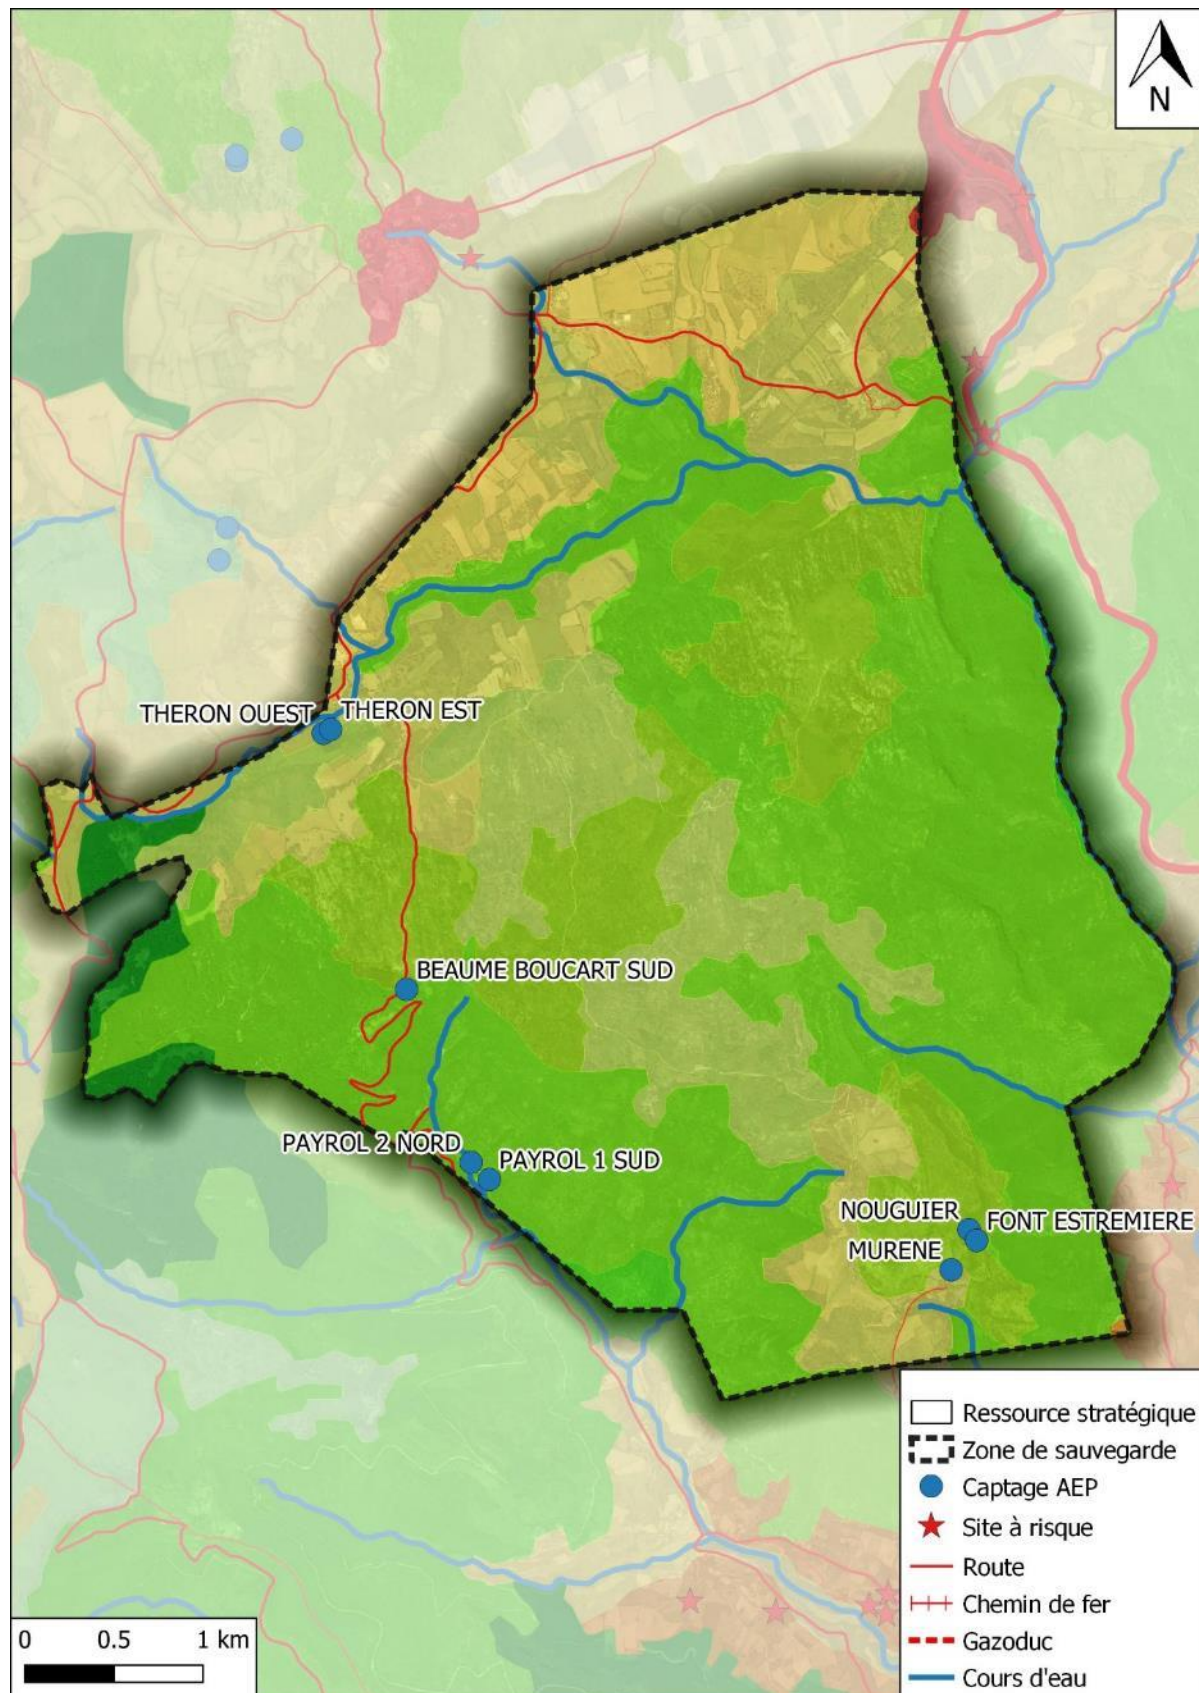 N
THERON OUEST
THERON EST
BEAUME BOUCART SUD
PAYROL 2 NORD
PAYROL 1 SUD
NOUGUIER
FONT ESTREMIERE
MURENE
Ressource stratégique
Zone de sauvegarde
Captage AEP
Site à risque
Route
Chemin de fer
Gazoduc
Cours d'eau
0 0.5 1 km